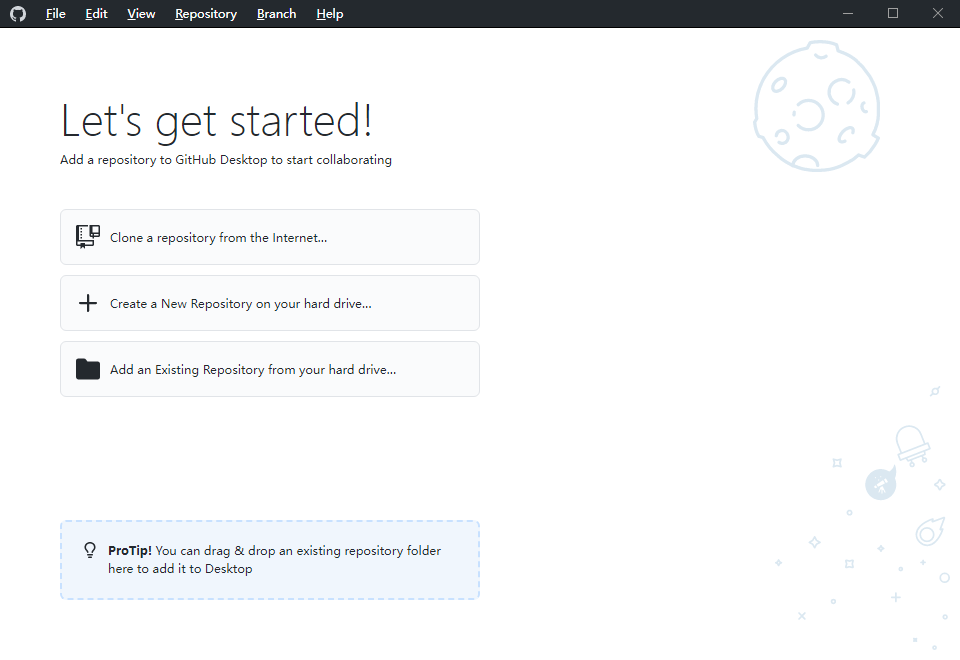 File Edit View Repository Branch Help
Let's get started!
Add a repository to GitHub Desktop to start collaborating
Clone a repository from the Internet...
Create a New Repository on your hard drive...
Add an Existing Repository from your hard drive...
ProTip! You can drag & drop an existing repository folder
here to add it to Desktop